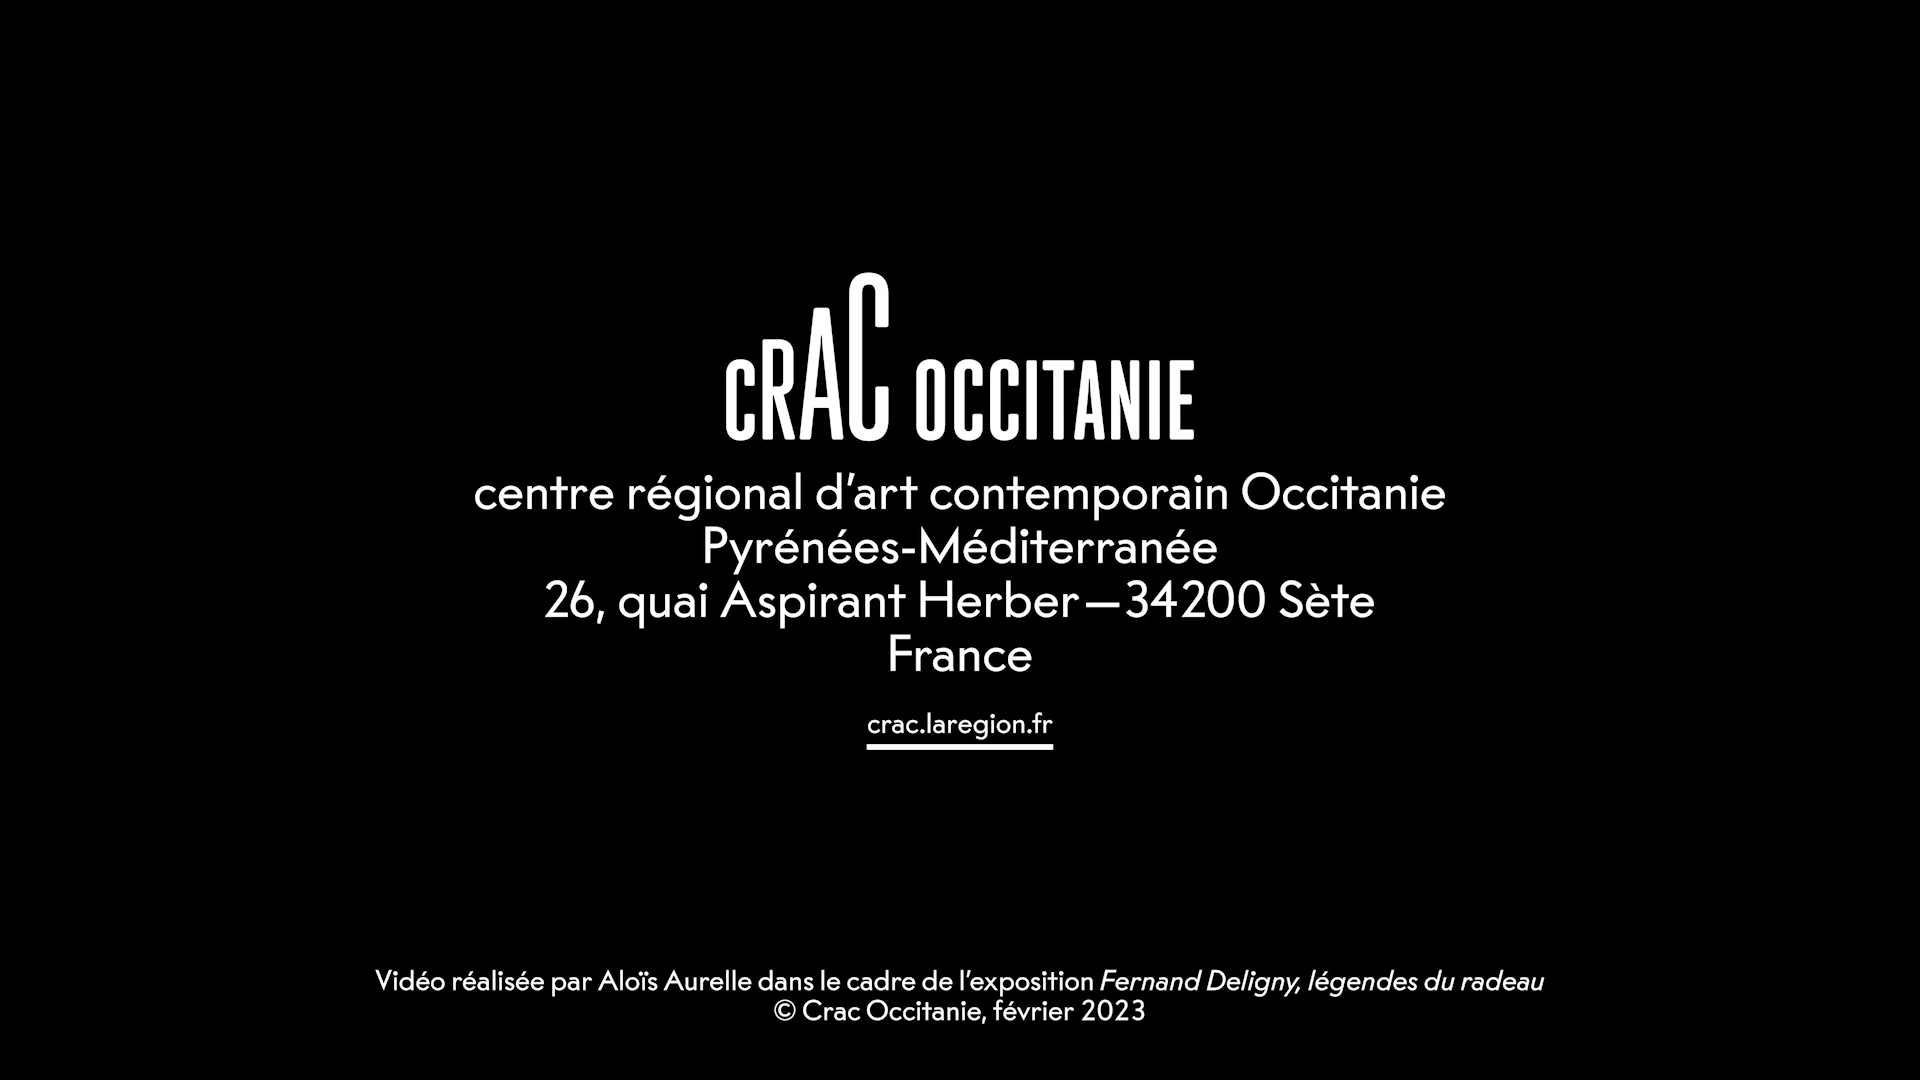 CRAC OCCITANIE
centre régional d’art contemporain Occitanie
Pyrénées-Méditerranée
26, quai Aspirant Herber—34200 Sète
France
crac.laregion.fr
Vidéo réalisée par Aloïs Aurelle dans le cadre de l’exposition Fernand Deligny, légendes du radeau
© Crac Occitanie, février 2023